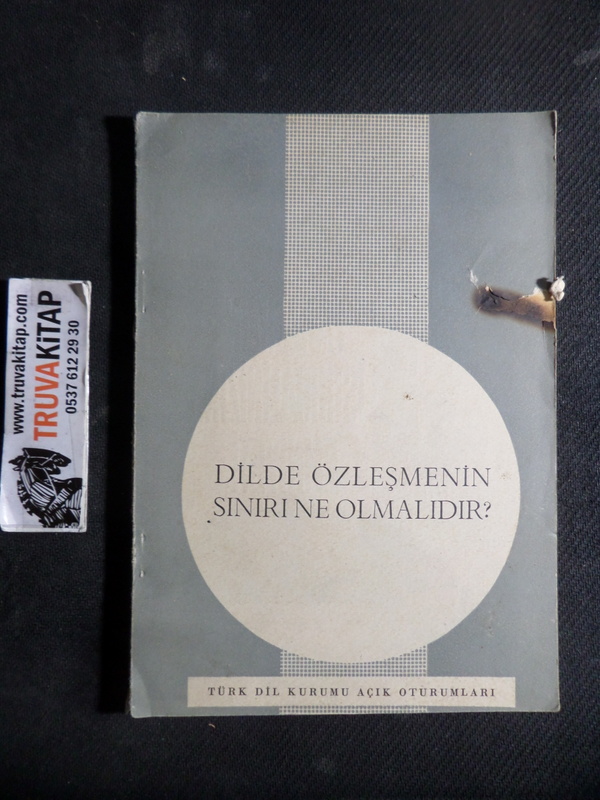 www.truvakitap.com
TRUVAKİTAP
0537 612 29 30
DİLDE ÖZLEŞMENİN
SINIRI NE OLMALIDIR?
TÜRK DİL KURUMU AÇIK OTURUMLARI